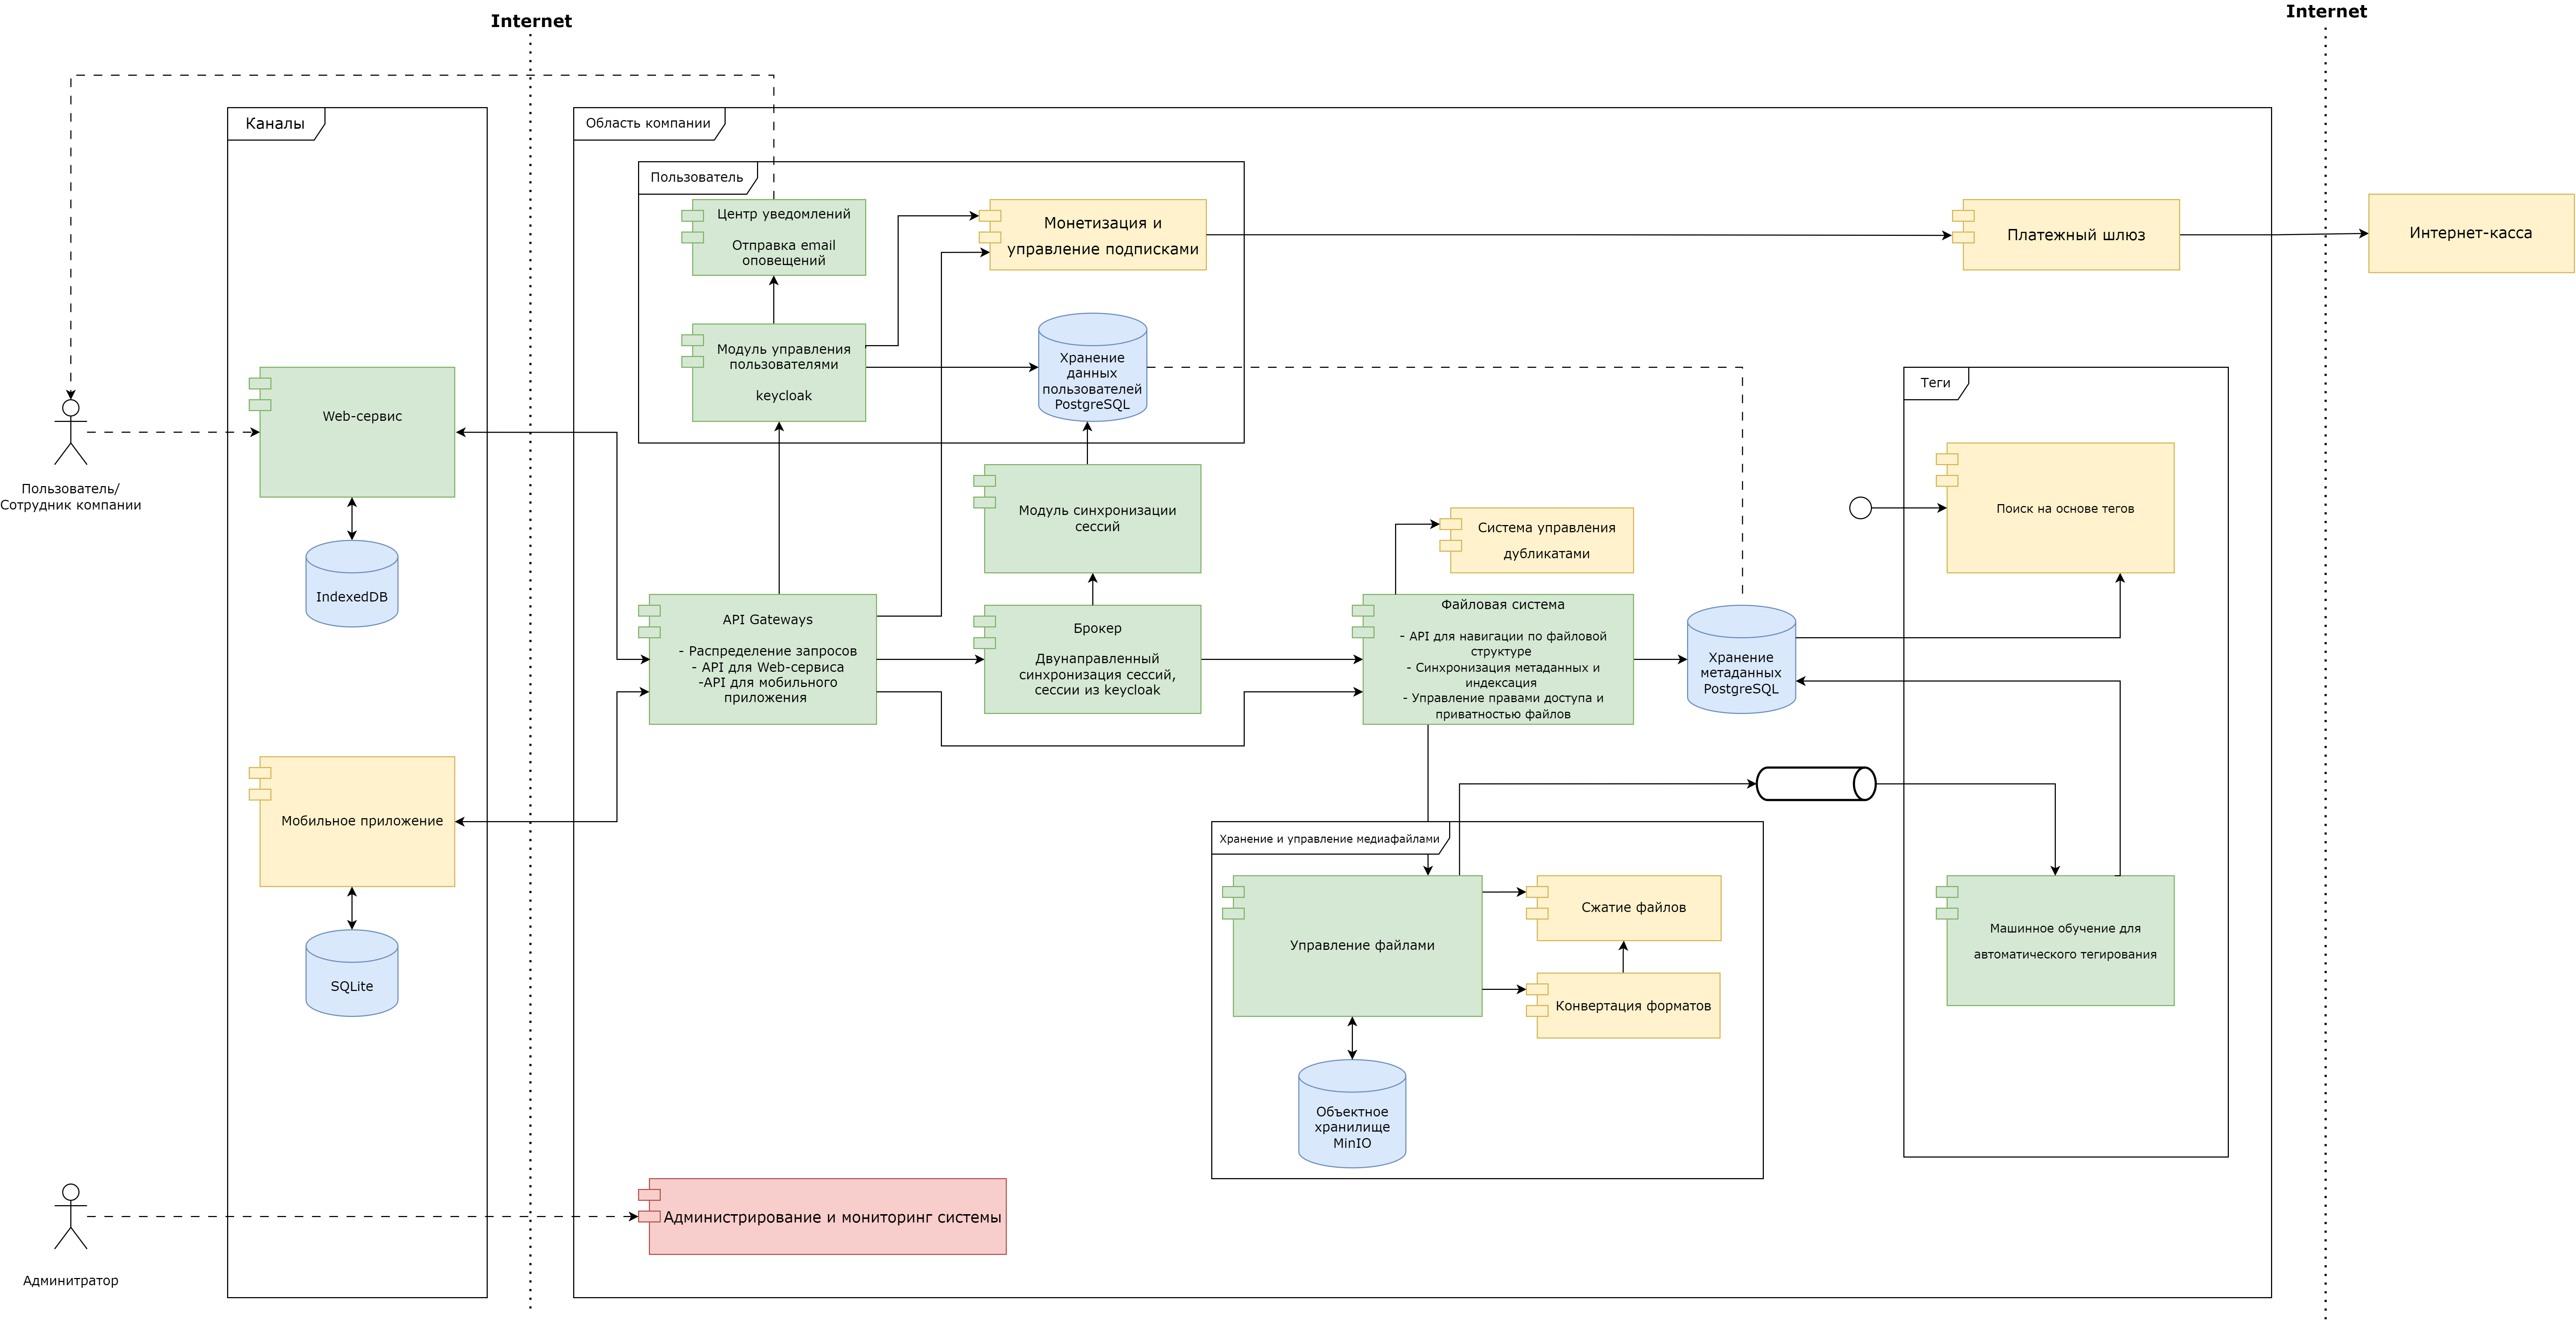 Internet
Internet
Каналы
Область компании
Пользователь
Центр уведомлений
Отправка email
оповещений
Монетизация и
управление подписками
Платежный шлюз
Интернет-касса
Модуль управления
пользователями
keycloak
Хранение
данных
пользователей
PostgreSQL
Теги
Web-сервис
Пользователь/
Сотрудник компании
Модуль синхронизации
сессий
Система управления
дубликатами
Поиск на основе тегов
IndexedDB
API Gateways
- Распределение запросов
- API для Web-сервиса
-API для мобильного
приложения
Брокер
Двунаправленный
синхронизация сессий,
сессии из keycloak
Файловая система
- API для навигации по файловой
структуре
- Синхронизация метаданных и
индексация
- Управление правами доступа и
приватностью файлов
Хранение
метаданных
PostgreSQL
Мобильное приложение
Хранение и управление медиафайлами
Управление файлами
Сжатие файлов
Конвертация форматов
Машинное обучение для
автоматического тегирования
SQLite
Объектное
хранилище
MinIO
Администрирование и мониторинг системы
Админитратор